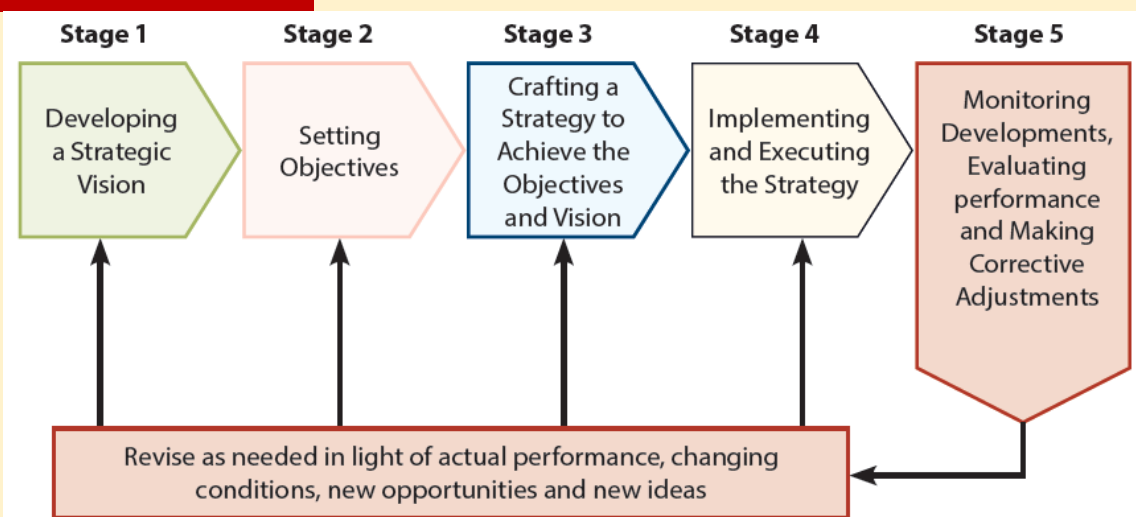 Stage 1
Developing
a Strategic
Vision
Stage 2
Setting
Objectives
Stage 3
Crafting a
Strategy to
Achieve the
Objectives
and Vision
Stage 4
Implementing
and Executing
the Strategy
Stage 5
Monitoring
Developments,
Evaluating
performance
and Making
Corrective
Adjustments
Revise as needed in light of actual performance, changing
conditions, new opportunities and new ideas